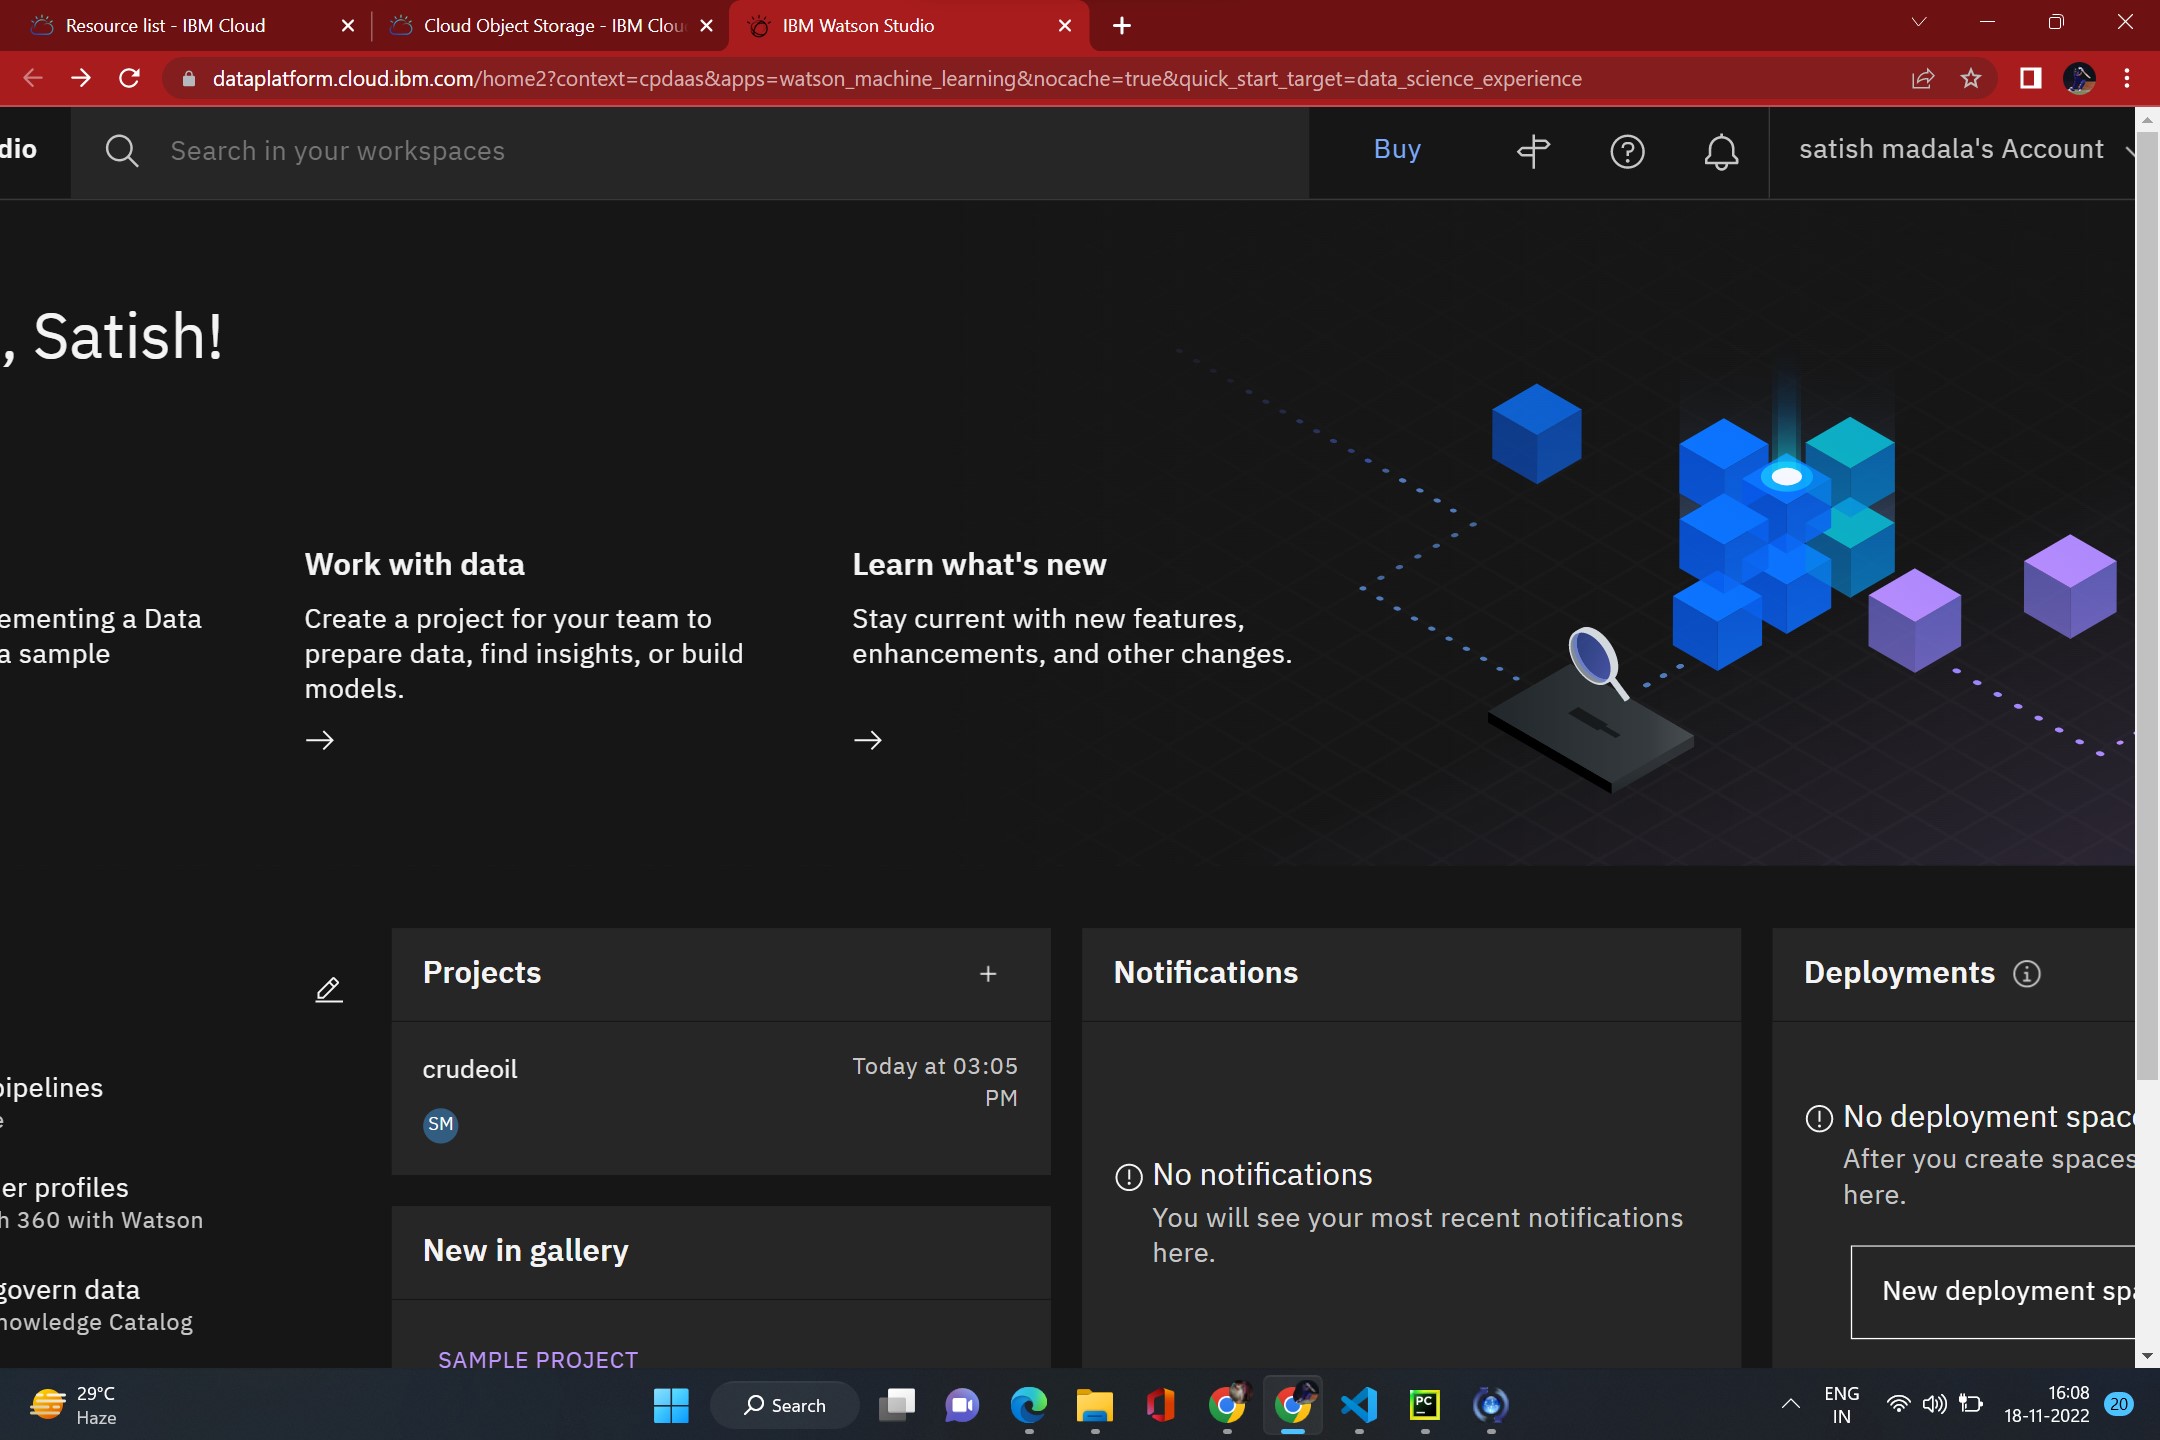 Resource list - IBM Cloud
Cloud Object Storage - IBM Clou
IBM Watson Studio
dataplatform.cloud.ibm.com/home2?context=cpdaas&apps=watson_machine_learning&nocache=true&quick_start_target=data_science_experience
dio
Search in your workspaces
Buy
satish madala's Account
, Satish!
ementing a Data
a sample
Work with data
Create a project for your team to
prepare data, find insights, or build
models.
Learn what's new
Stay current with new features,
enhancements, and other changes.
pipelines
e
er profiles
h 360 with Watson
govern data
nowledge Catalog
Projects
crudeoil
Today at 03:05
PM
SM
New in gallery
SAMPLE PROJECT
Notifications
No notifications
You will see your most recent notifications
here.
Deployments
No deployment spac
After you create spaces
here.
New deployment spa
29°C
Haze
Search
PC
ENG
IN
16:08
18-11-2022
20